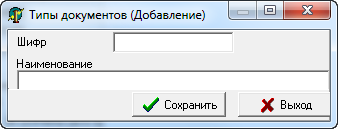 Типы документов (Добавление)
Шифр
Наименование
Сохранить Выход